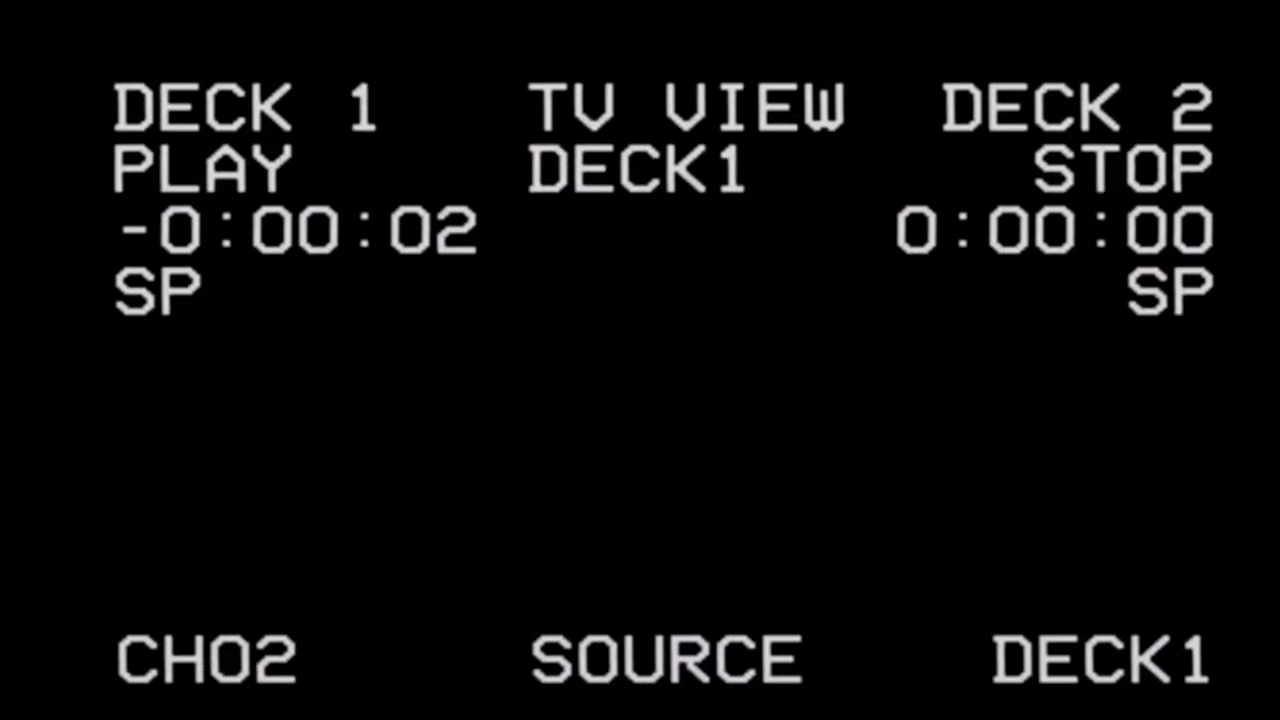 DECK 1 TV VIEW DECK 2
PLAY DECK1 STOP
-0:00:02 0:00:00
SP SP
CH02 SOURCE DECK1